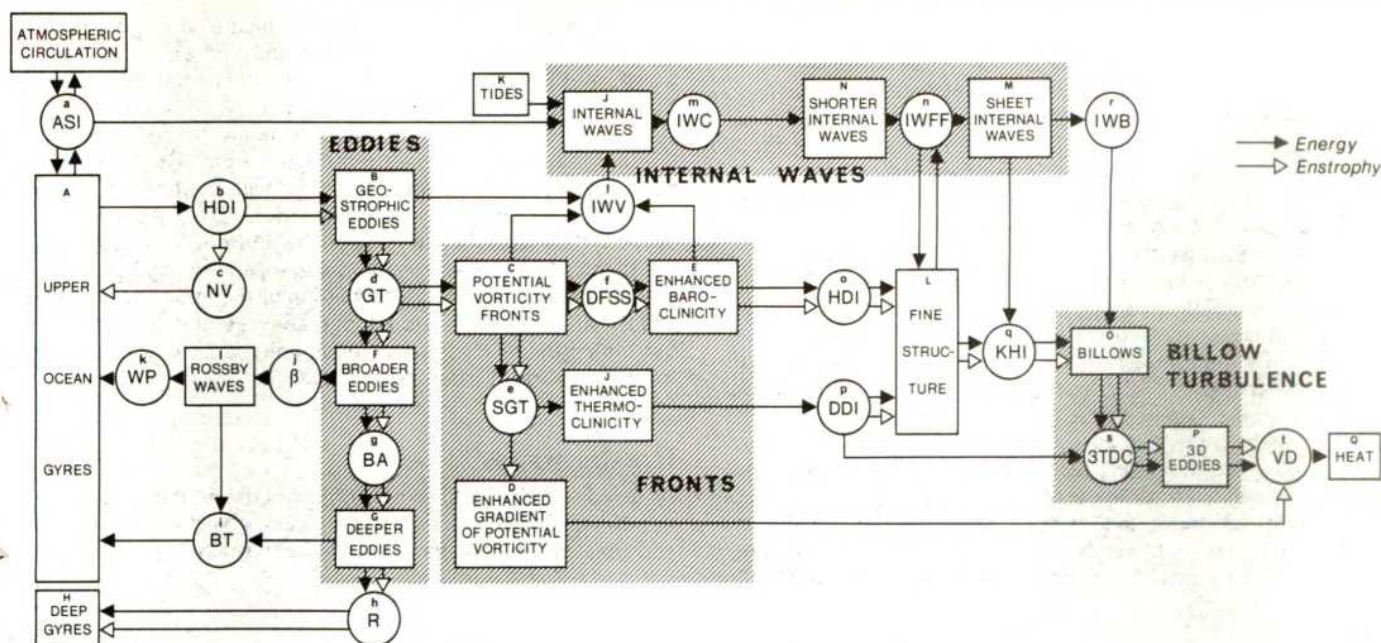 ATMOSPHERIC
CIRCULATION
a
ASI
A
UPPER
OCEAN
GYRES
H
DEEP
GYRES
b
HDI
c
NV
k
WP
I
ROSSBY
WAVES
j
β
i
BT
EDDIES
B
GEO-
STROPHIC
EDDIES
d
GT
F
BROADER
EDDIES
g
BA
G
DEEPER
EDDIES
h
R
K
TIDES
J
INTERNAL
WAVES
m
IWC
N
SHORTER
INTERNAL
WAVES
n
IWFF
M
SHEET
INTERNAL
WAVES
r
IWB
INTERNAL WAVES
l
IWV
C
POTENTIAL
VORTICITY
FRONTS
f
DFSS
E
ENHANCED
BARO-
CLINICITY
e
SGT
J
ENHANCED
THERMO-
CLINICITY
D
ENHANCED
GRADIENT
OF POTENTIAL
VORTICITY
FRONTS
o
HDI
p
DDI
L
FINE
STRUC-
TURE
q
KHI
O
BILLOWS
BILLOW
TURBULENCE
s
3TDC
P
3D
EDDIES
t
VD
Q
HEAT
Energy
Enstrophy